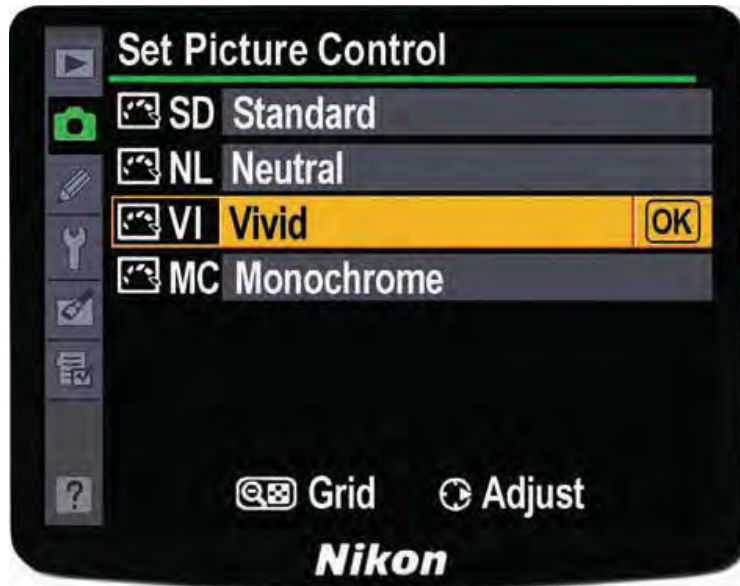 Set Picture Control
SD Standard
NL Neutral
VI Vivid OK
MC Monochrome
? Grid Adjust
Nikon